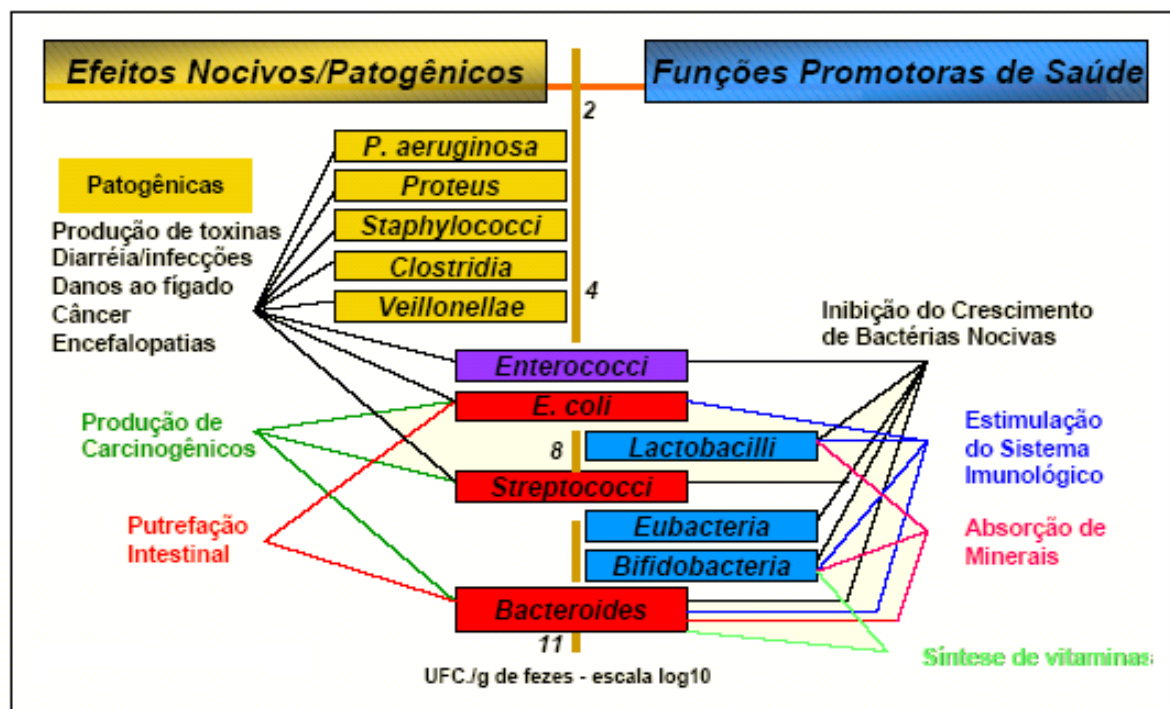 Efeitos Nocivos/Patogênicos
Funções Promotoras de Saúde
2
P. aeruginosa
Patogênicas
Proteus
Produção de toxinas
Diarréia/infecções
Danos ao fígado
Câncer
Encefalopatias
Staphylococci
Clostridia
4
Veillonellae
Inibição do Crescimento
de Bactérias Nocivas
Enterococci
E. coli
Produção de
Carcinogênicos
8
Lactobacilli
Estimulação
do Sistema
Imunológico
Streptococci
Putrefação
Intestinal
Eubacteria
Absorção de
Minerais
Bifidobacteria
Bacteroides
11
Síntese de vitaminas
UFC./g de fezes - escala log10